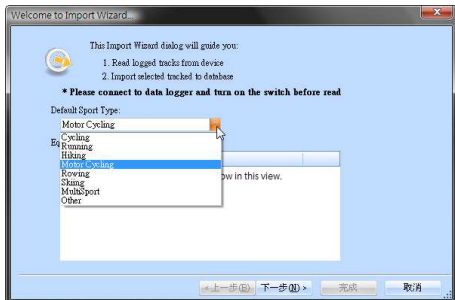 Welcome to Import Wizard...
This Import Wizard dialog will guide you:
1. Read logged tracks from device
2. Import selected tracked to database
* Please connect to data logger and turn on the switch before read
Default Sport Type:
Motor Cycling
Cycling
Eq
Running
Hiking
Motor Cycling
Rowing
Skiing
MultiSport
Other
in this view.
<上一步(B)
下一步(N) >
完成
取消